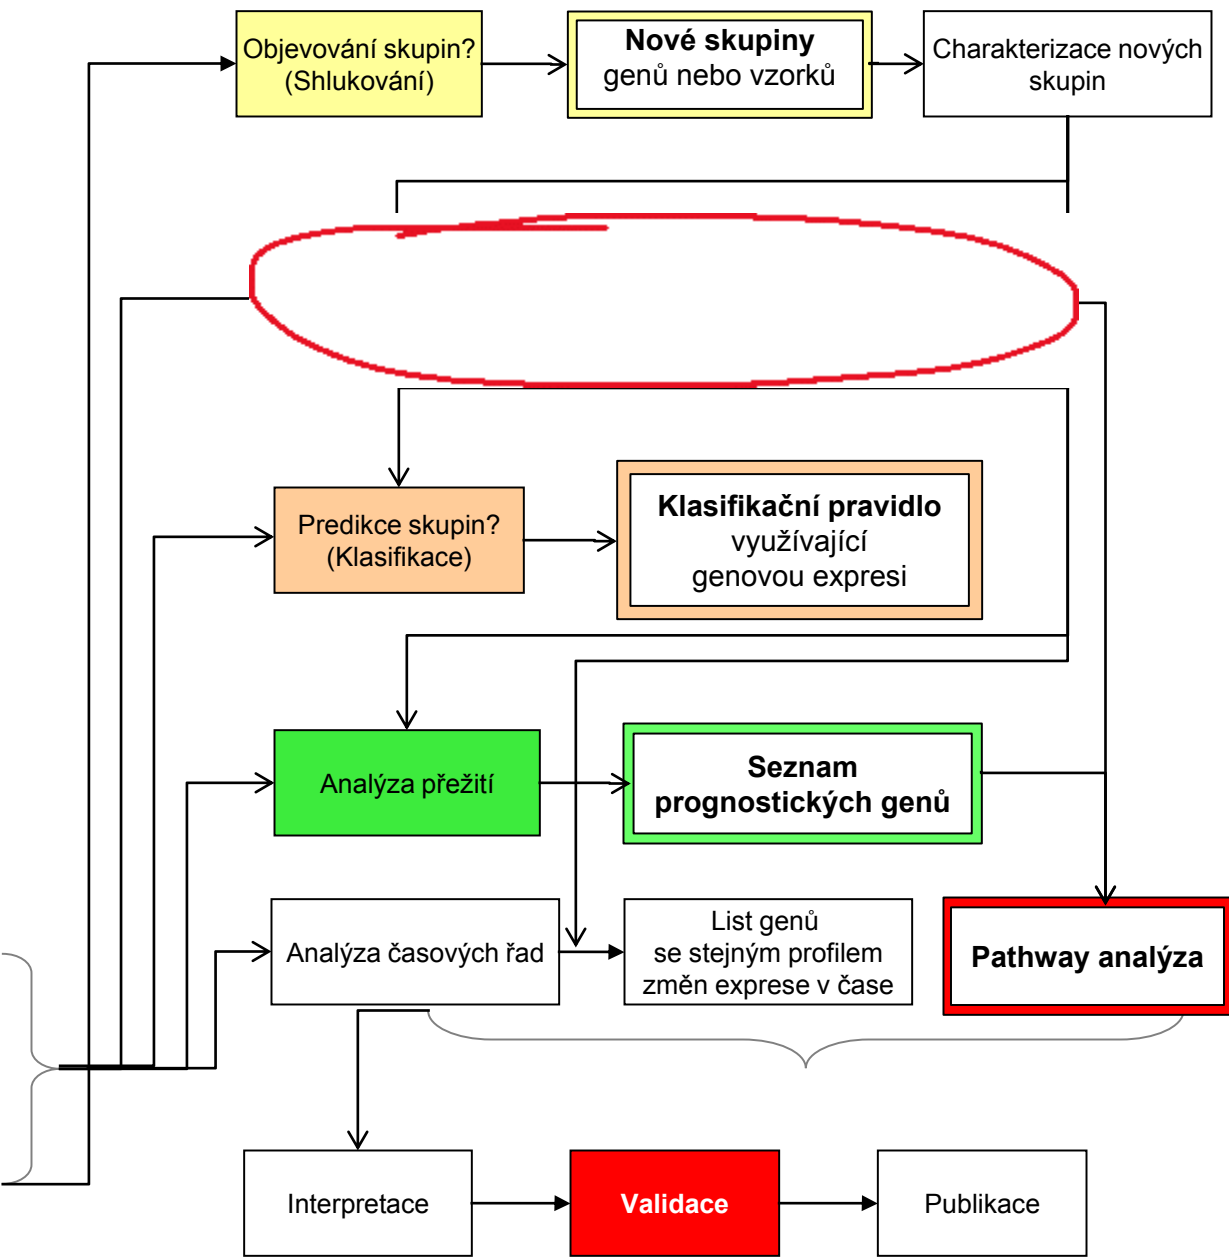 Objevování skupin?
(Shlukování)
Nové skupiny
genů nebo vzorků
Charakterizace nových
skupin
Predikce skupin?
(Klasifikace)
Klasifikační pravidlo
využívající
genovou expresi
Analýza přežití
Seznam
prognostických genů
Analýza časových řad
List genů
se stejným profilem
změn exprese v čase
Pathway analýza
Interpretace
Validace
Publikace